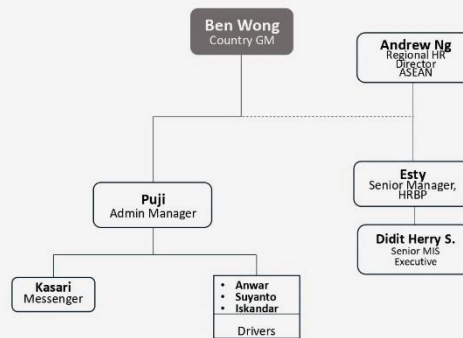 Ben Wong
Country GM
Andrew Ng
Regional HR
Director
ASEAN
Puji
Admin Manager
Esty
Senior Manager,
HRBP
Didit Herry S.
Senior MIS
Executive
Kasari
Messenger
• Anwar
• Suyanto
• Iskandar
Drivers